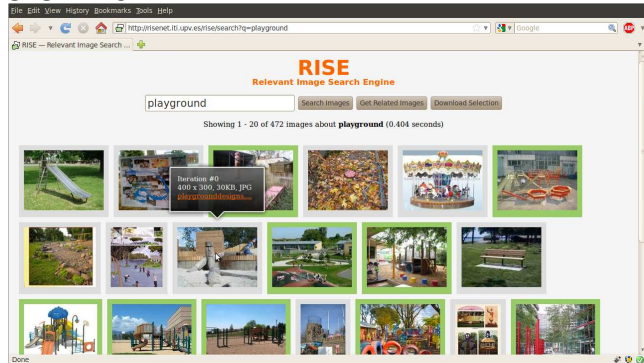 File Edit View History Bookmarks Tools Help
http://risenet.iti.upv.es/rise/search?q=playground
Google
ABP
RISE — Relevant Image Search ...
RISE
Relevant Image Search Engine
playground
Search Images Get Related Images Download Selection
Showing 1 - 20 of 472 images about playground (0.404 seconds)
Iteration #0
400 x 300, 30KB, JPG
playgrounddesigns...
Done